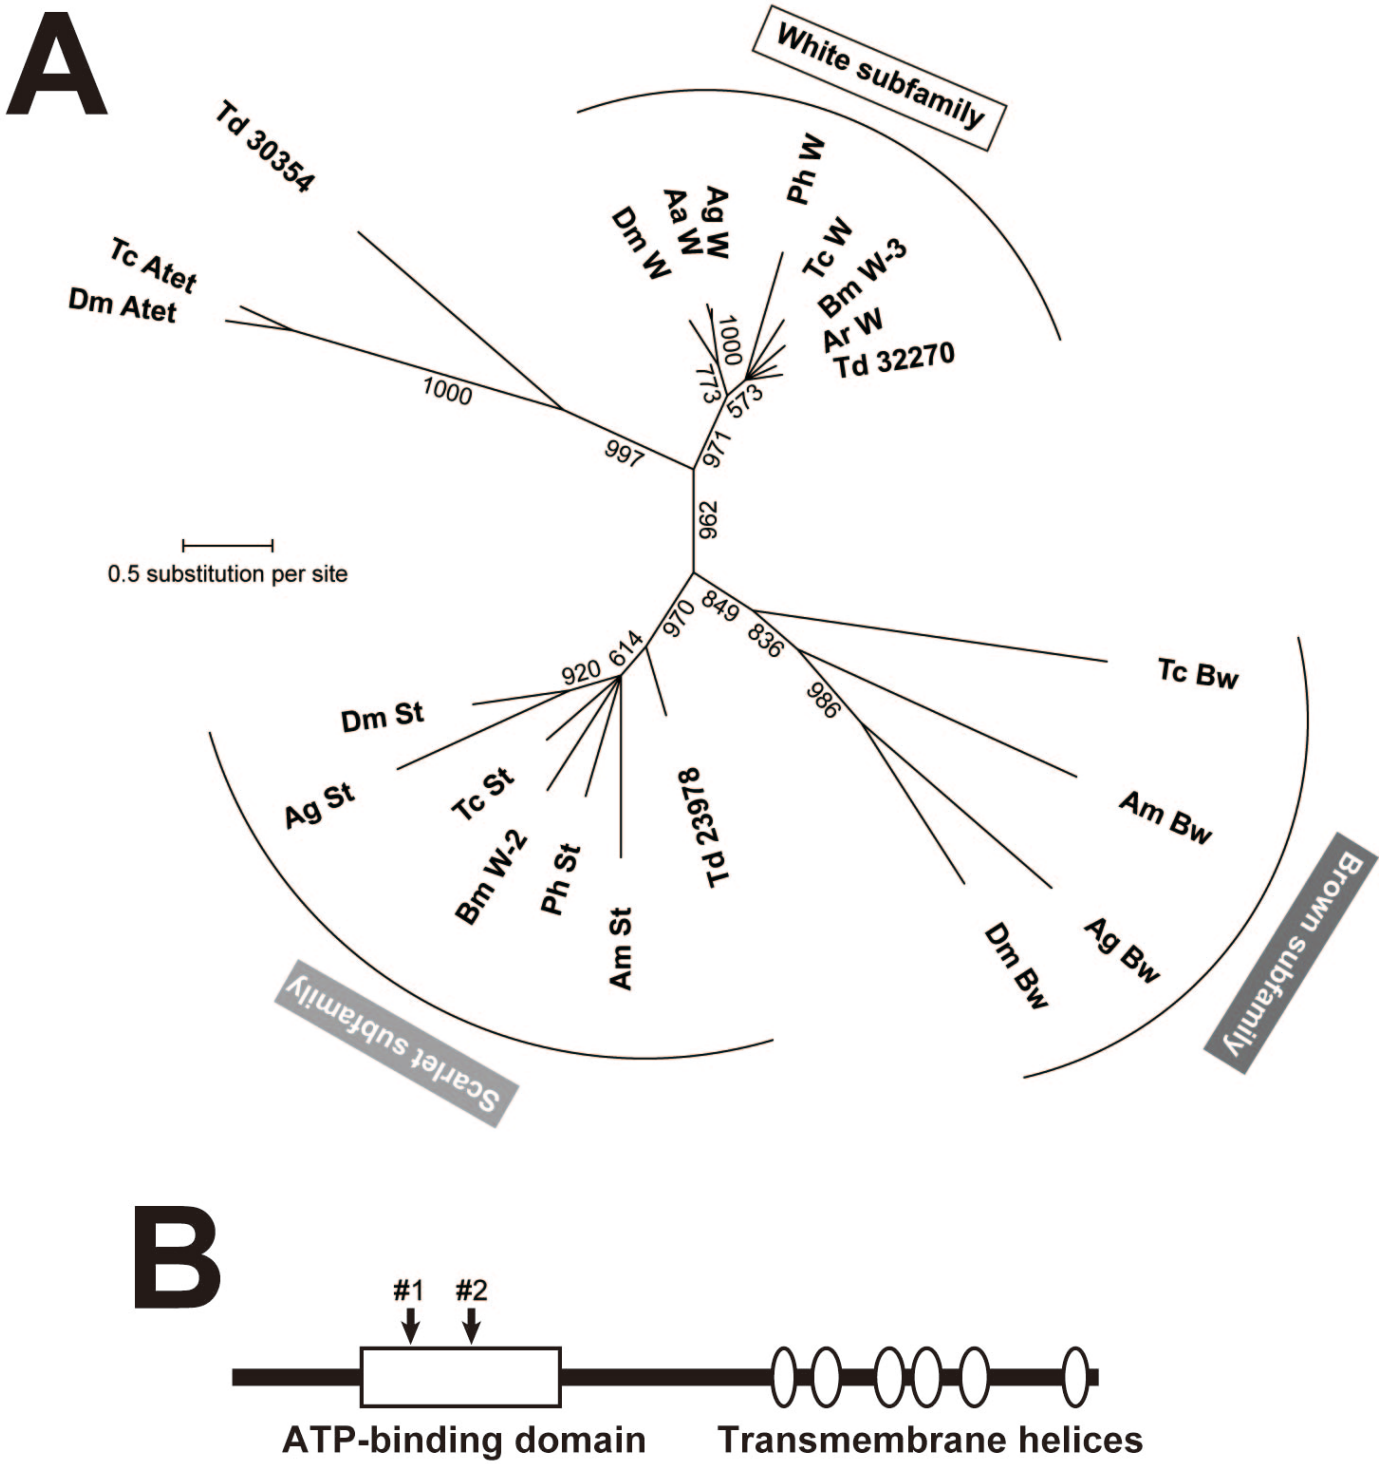 A
White subfamily
Td 30354
Ph W
Ag W
Aa W
Dm W
Tc W
Bm W-3
Ar W
Td 32270
Tc Atet
Dm Atet
1000
773
573
1000
971
997
962
0.5 substitution per site
849
970
836
614
920
986
Tc Bw
Dm St
Ag St
Tc St
Td 23978
Am Bw
Bm W-2
Ph St
Am St
Ag Bw
Dm Bw
Brown subfamily
Scarlet subfamily
B
#1 #2
ATP-binding domain
Transmembrane helices